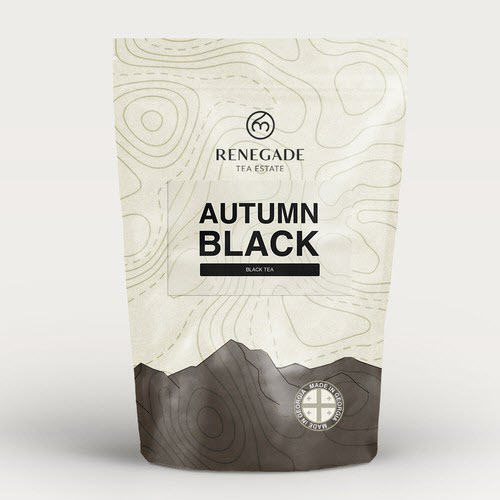 RENEGADE
TEA ESTATE
AUTUMN
BLACK
BLACK TEA
MADE IN GEORGIA
MADE IN GEORGIA